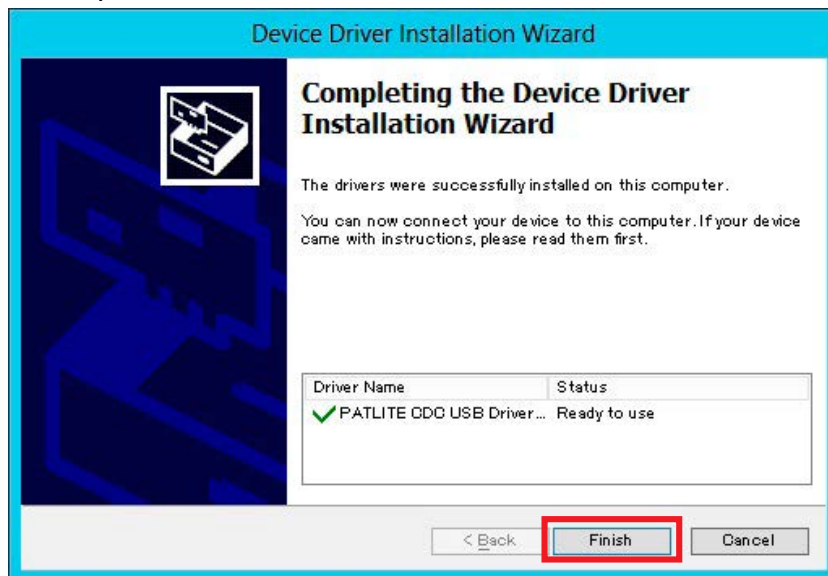 Device Driver Installation Wizard
Completing the Device Driver
Installation Wizard
The drivers were successfully installed on this computer.
You can now connect your device to this computer. If your device
came with instructions, please read them first.
Driver Name Status
PATLITE CDC USB Driver... Ready to use
< Back Finish Cancel